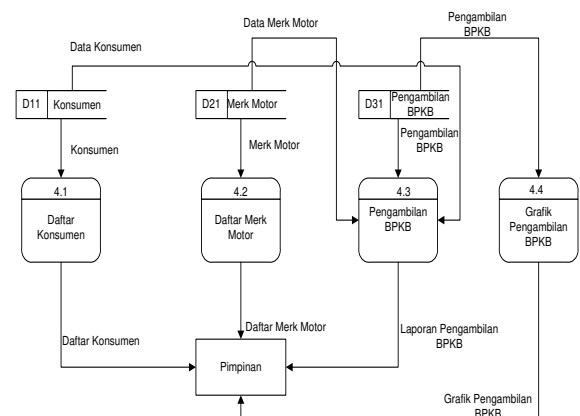 Pengambilan
BPKB
Data Merk Motor
Data Konsumen
D11 Konsumen
D21 Merk Motor
D31 Pengambilan
BPKB
Pengambilan
BPKB
Konsumen
Merk Motor
4.1
Daftar
Konsumen
4.2
Daftar Merk
Motor
4.3
Pengambilan
BPKB
4.4
Grafik
Pengambilan
BPKB
Daftar Konsumen
Daftar Merk Motor
Laporan Pengambilan
BPKB
Pimpinan
Grafik Pengambilan
BPKB